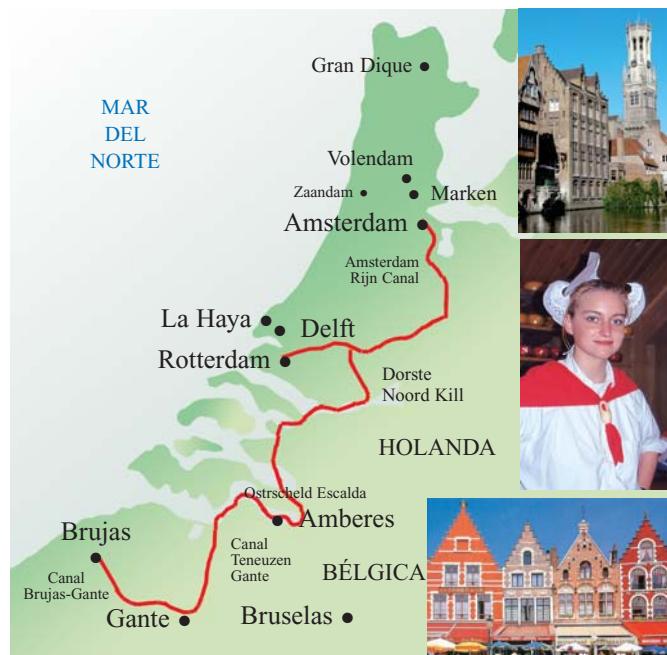 Gran Dique
MAR
DEL
NORTE
Volendam
Zaandam
Marken
Amsterdam
Amsterdam
Rijn Canal
La Haya
Delft
Rotterdam
Dorste
Noord Kill
HOLANDA
Ostrscheld Escalda
Amberes
Brujas
Canal
Teneuzen
Gante
BÉLGICA
Canal
Brujas-Gante
Gante
Bruselas